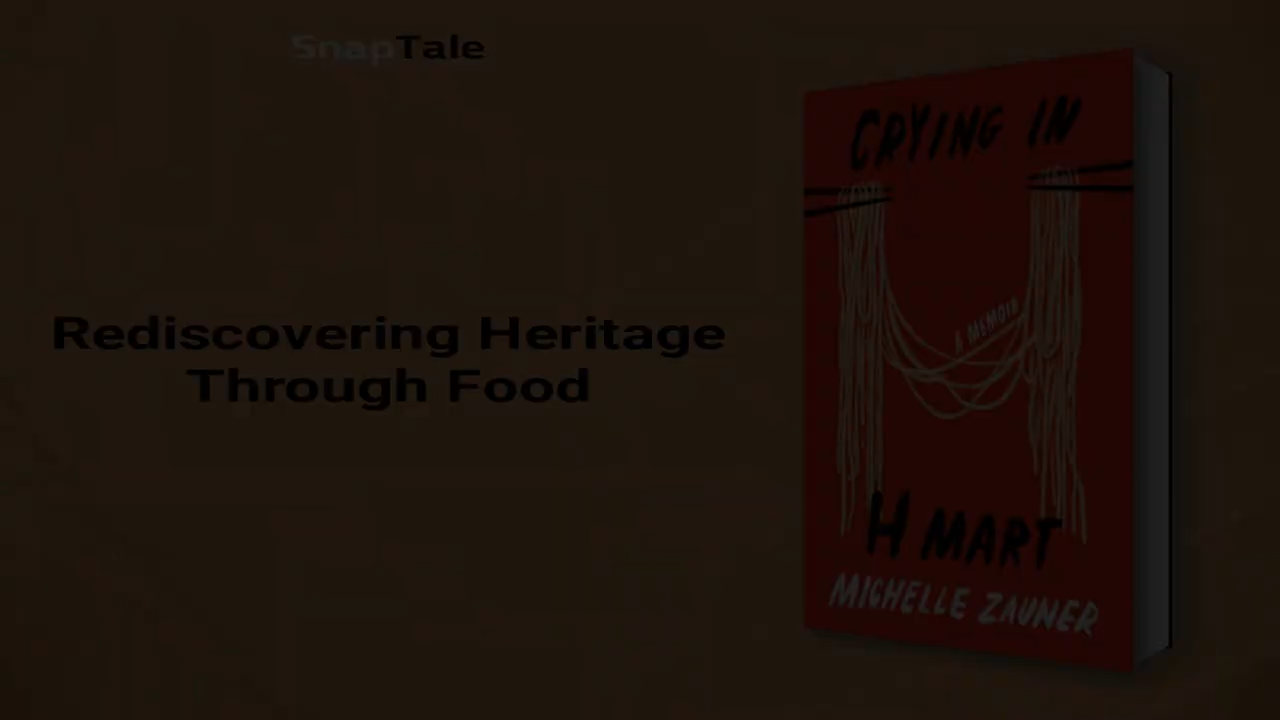 SnapTale
Rediscovering Heritage
Through Food
CRYING IN
A MEMOIR
H MART
MICHELLE ZAUNER